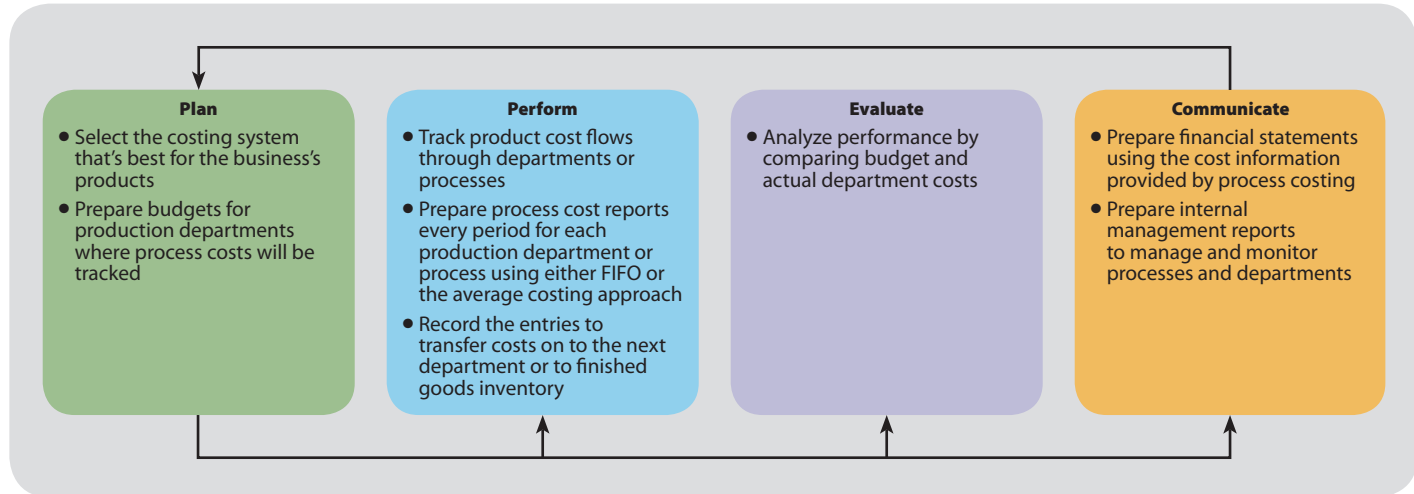 Plan
● Select the costing system
that's best for the business's
products
● Prepare budgets for
production departments
where process costs will be
tracked
Perform
● Track product cost flows
through departments or
processes
● Prepare process cost reports
every period for each
production department or
process using either FIFO or
the average costing approach
● Record the entries to
transfer costs on to the next
department or to finished
goods inventory
Evaluate
● Analyze performance by
comparing budget and
actual department costs
Communicate
● Prepare financial statements
using the cost information
provided by process costing
● Prepare internal
management reports
to manage and monitor
processes and departments